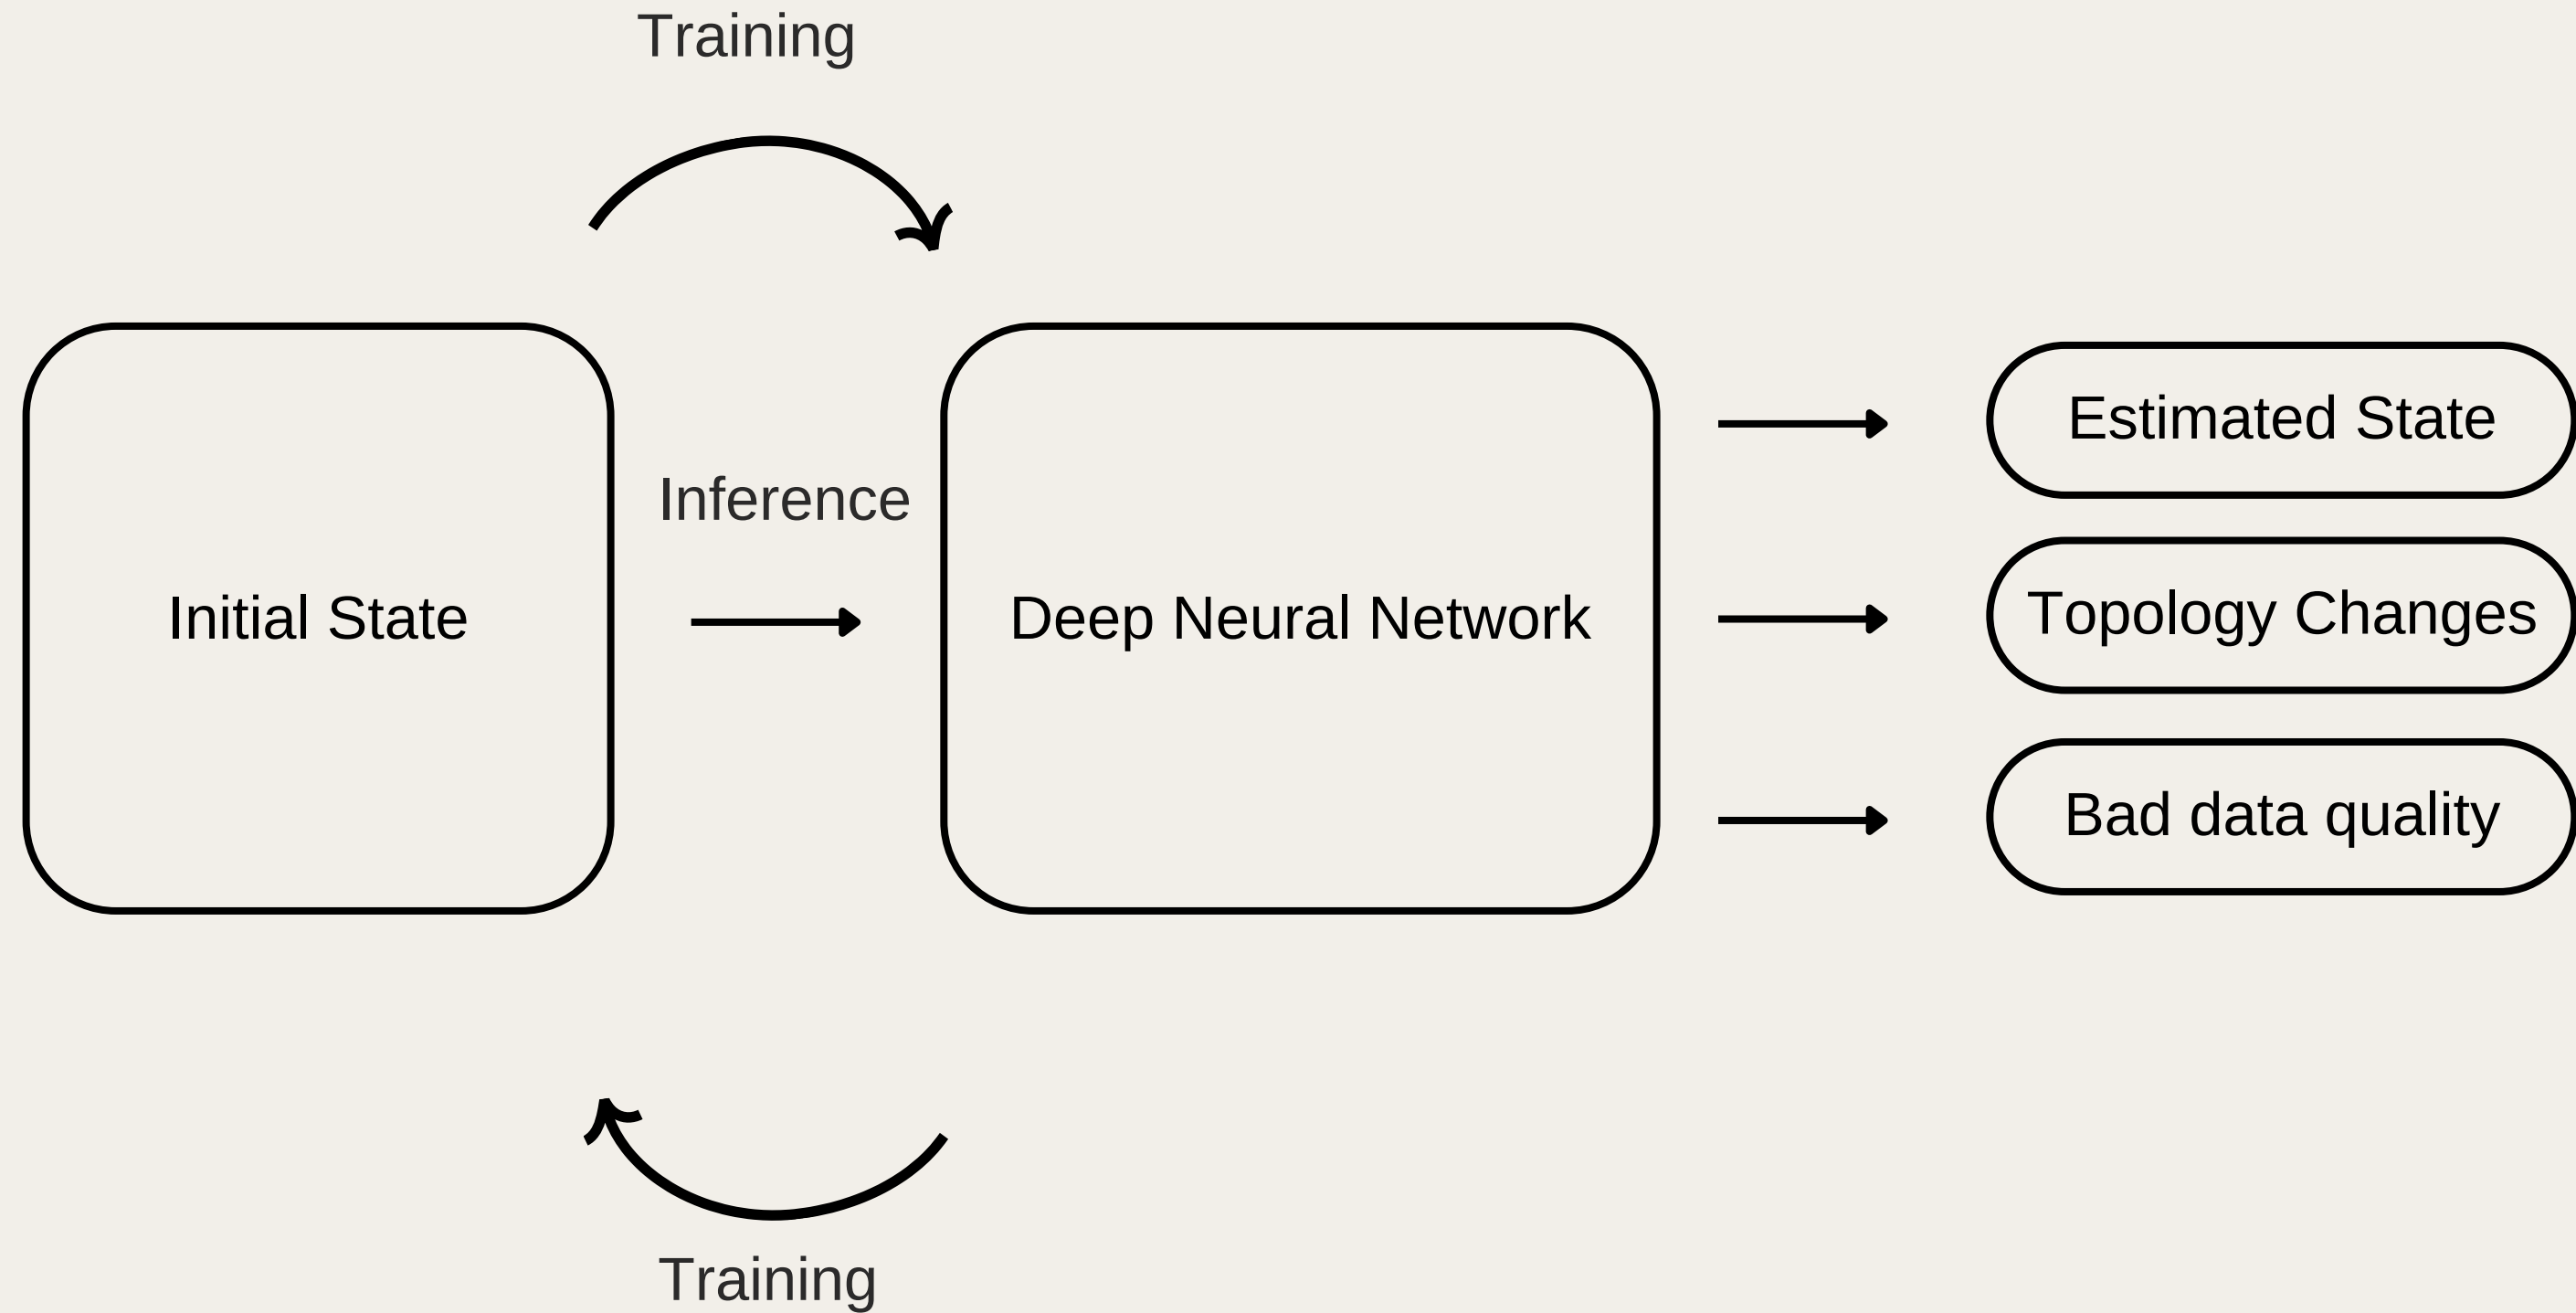 Training
Inference
Initial State
Deep Neural Network
Estimated State
Topology Changes
Bad data quality
Training